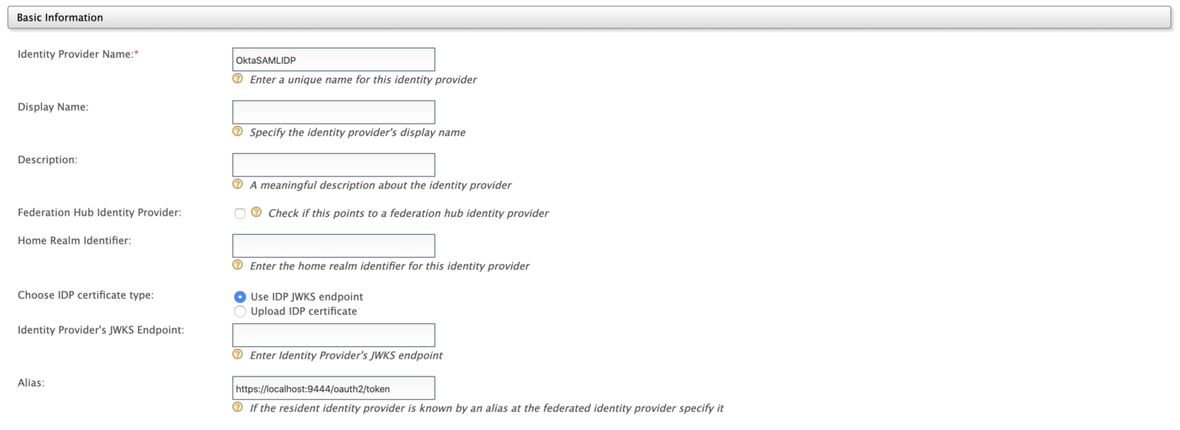 Basic Information
Identity Provider Name:*
OktaSAMLIDP
Enter a unique name for this identity provider
Display Name:
Specify the identity provider's display name
Description:
A meaningful description about the identity provider
Federation Hub Identity Provider:
Check if this points to a federation hub identity provider
Home Realm Identifier:
Enter the home realm identifier for this identity provider
Choose IDP certificate type:
Use IDP JWKS endpoint
Upload IDP certificate
Identity Provider's JWKS Endpoint:
Enter Identity Provider's JWKS endpoint
Alias:
https://localhost:9444/oauth2/token
If the resident identity provider is known by an alias at the federated identity provider specify it